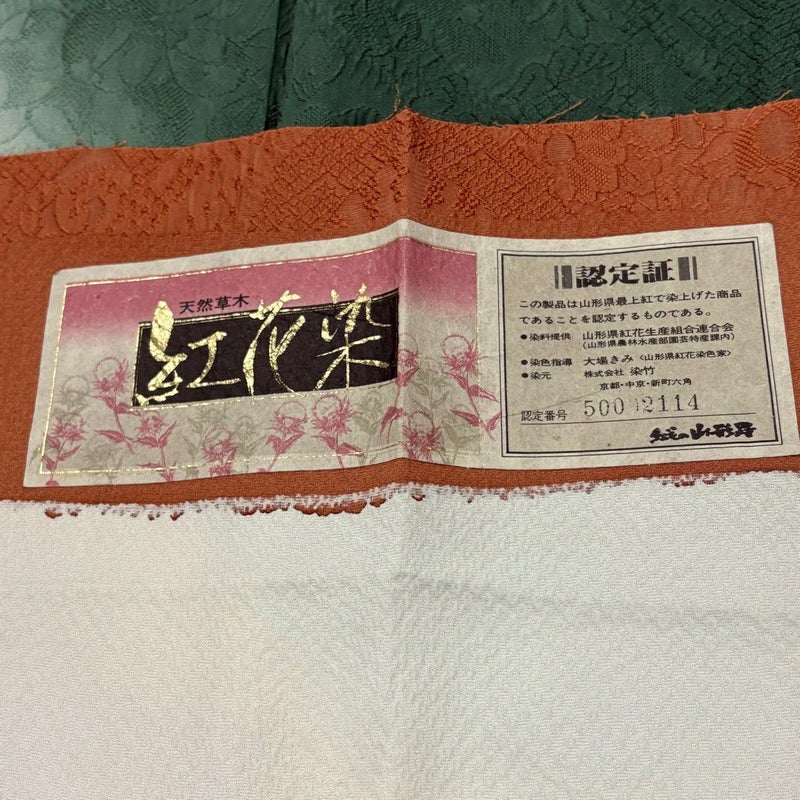 天然草木
紅花染
認定証
この製品は山形県最上紅で染上げた商品
であることを認定するものである。
●染料提供 山形県紅花生産組合連合会
(山形県農林水産部園芸特産課内)
●染色指導 大場きみ〈山形県紅花染色家〉
●染元 株式会社 染竹
京都・中京・新町六角
認定番号 500 2114